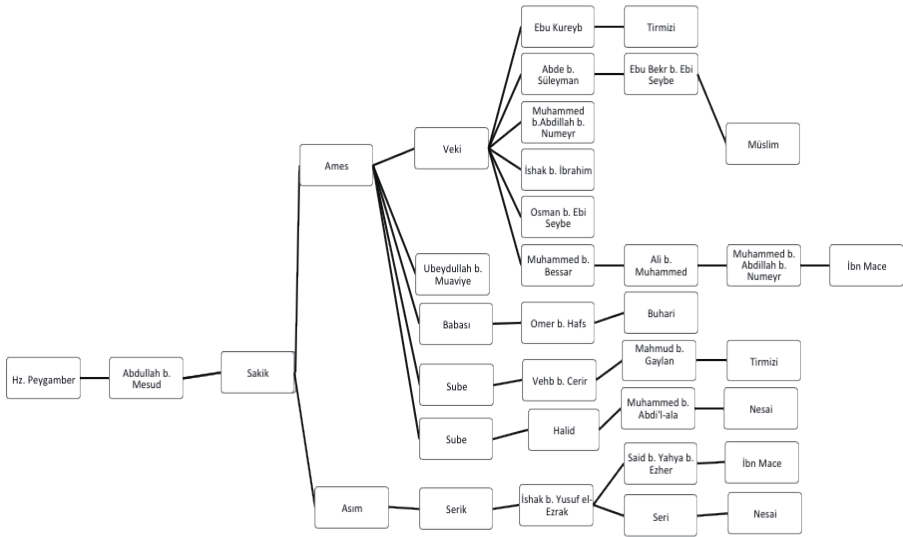 Ebu Kureyb
Tirmizi
Abde b.
Süleyman
Ebu Bekr b. Ebi
Seybe
Muhammed
b.Abdillah b.
Numeyr
Müslim
Ames
Veki
İshak b. İbrahim
Osman b. Ebi
Seybe
Muhammed b.
Bessar
Ali b.
Muhammed
Muhammed b.
Abdillah b.
Numeyr
İbn Mace
Ubeydullah b.
Muaviye
Babası
Omer b. Hafs
Buhari
Hz. Peygamber
Abdullah b.
Mesud
Sakik
Sube
Vehb b. Cerir
Mahmud b.
Gaylan
Tirmizi
Sube
Halid
Muhammed b.
Abdi'l-ala
Nesai
Asım
Serik
İshak b. Yusuf el-
Ezrak
Said b. Yahya b.
Ezher
İbn Mace
Seri
Nesai